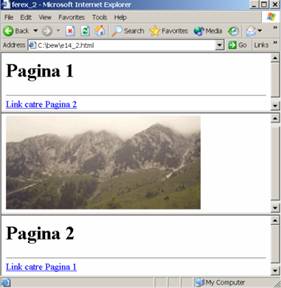 ferex_2 - Microsoft Internet Explorer
File Edit View Favorites Tools Help
Back Search Favorites Media
Address C:\bew\e14_2.html Go Links
Pagina 1
Link catre Pagina 2
Pagina 2
Link catre Pagina 1
My Computer